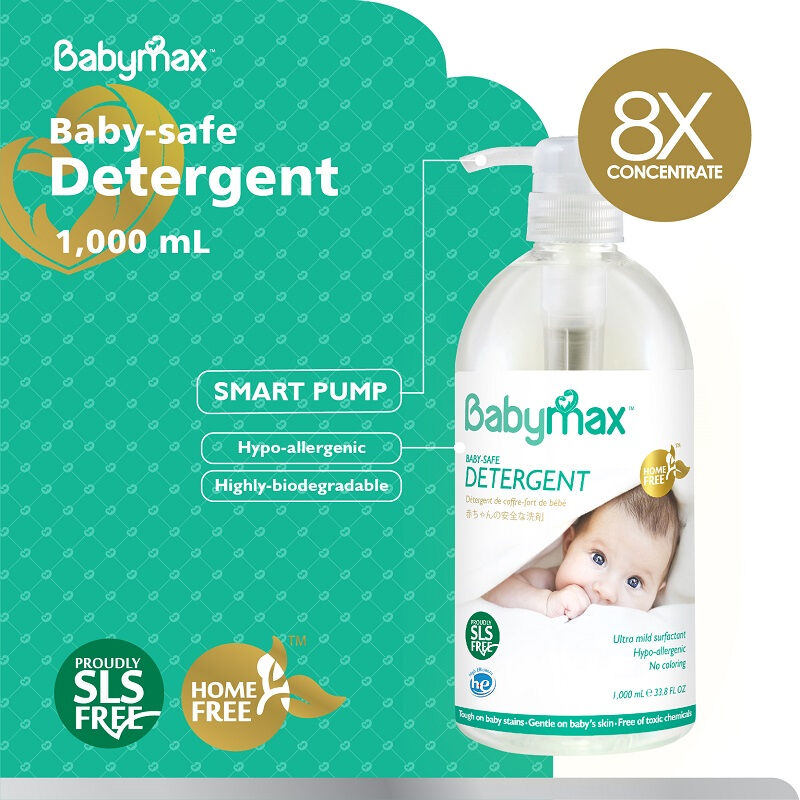 Babymax™
Baby-safe
Detergent
1,000 mL
8X
CONCENTRATE
SMART PUMP
Hypo-allergenic
Highly-biodegradable
PROUDLY
SLS
FREE
HOME
FREE
™
Babymax™
BABY-SAFE
DETERGENT
Détergent de coffre-fort de bébé
赤ちゃんの安全な洗剤
HOME
FREE
™
PROUDLY
SLS
FREE
High Efficiency
he
Ultra mild surfactant
Hypo-allergenic
No coloring
1,000 mL ℮ 33.8 FL OZ
Tough on baby stains • Gentle on baby's skin • Free of toxic chemicals